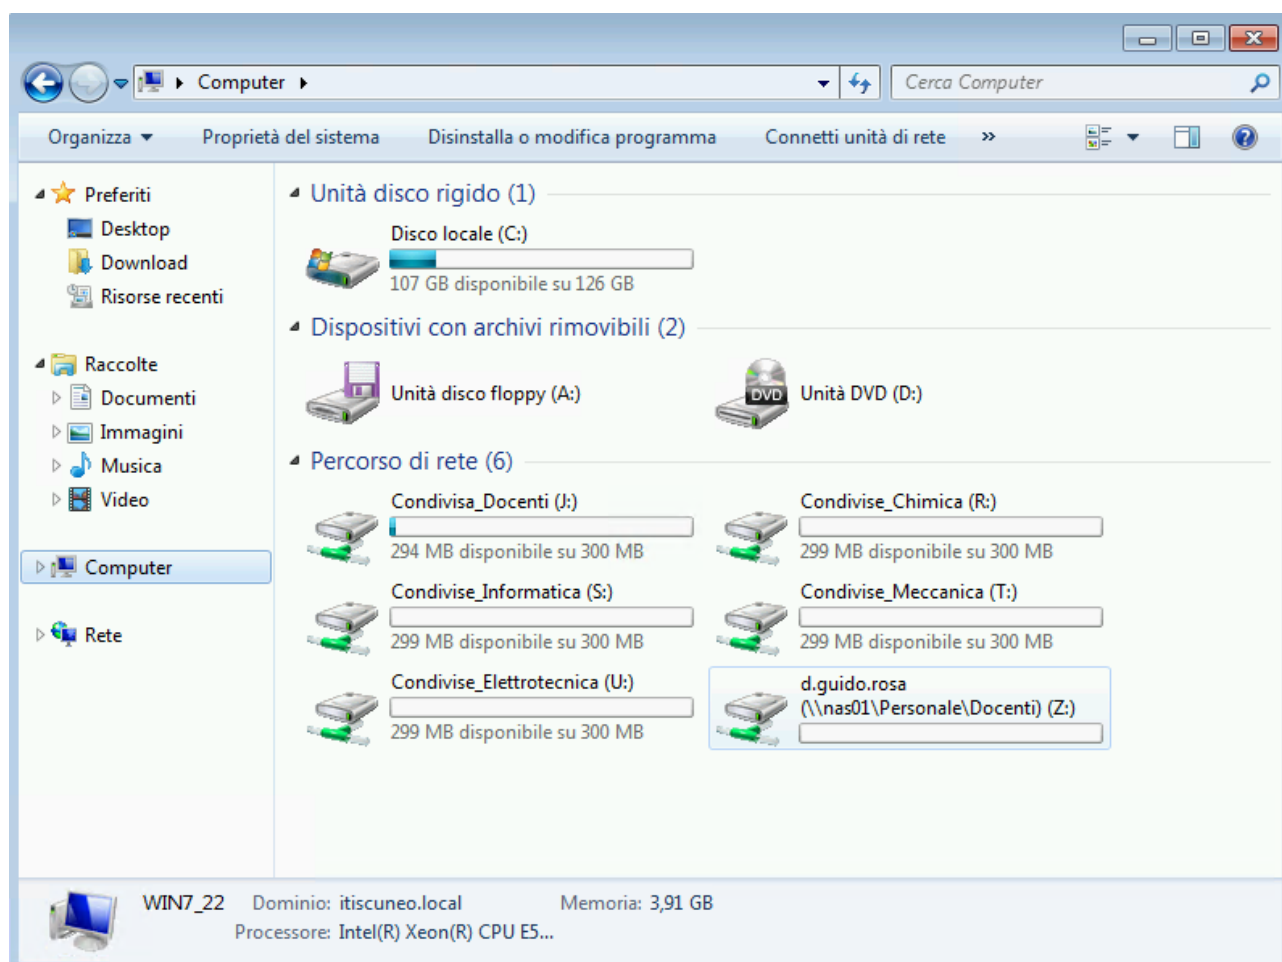 Computer
Cerca Computer
Organizza
Proprietà del sistema
Disinstalla o modifica programma
Connetti unità di rete
»
Preferiti
Desktop
Download
Risorse recenti
Raccolte
Documenti
Immagini
Musica
Video
Computer
Rete
Unità disco rigido (1)
Disco locale (C:)
107 GB disponibile su 126 GB
Dispositivi con archivi rimovibili (2)
Unità disco floppy (A:)
DVD
Unità DVD (D:)
Percorso di rete (6)
Condivisa_Docenti (J:)
294 MB disponibile su 300 MB
Condivise_Chimica (R:)
299 MB disponibile su 300 MB
Condivise_Informatica (S:)
299 MB disponibile su 300 MB
Condivise_Meccanica (T:)
299 MB disponibile su 300 MB
Condivise_Elettrotecnica (U:)
299 MB disponibile su 300 MB
d.guido.rosa
(\\nas01\Personale\Docenti) (Z:)
WIN7_22 Dominio: itiscuneo.local Memoria: 3,91 GB
Processore: Intel(R) Xeon(R) CPU E5...